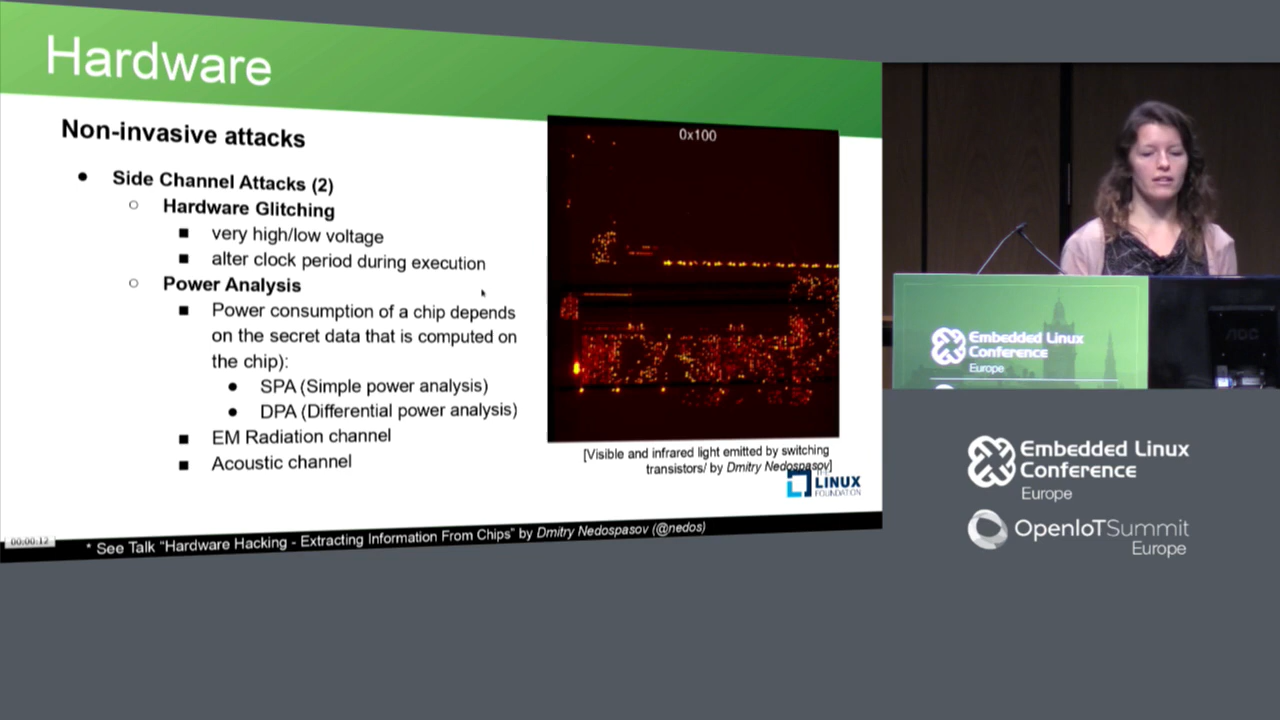 Hardware
Non-invasive attacks
● Side Channel Attacks (2)
○ Hardware Glitching
■ very high/low voltage
■ alter clock period during execution
○ Power Analysis
■ Power consumption of a chip depends
on the secret data that is computed on
the chip):
● SPA (Simple power analysis)
● DPA (Differential power analysis)
■ EM Radiation channel
■ Acoustic channel
0x100
[Visible and infrared light emitted by switching
transistors/ by Dmitry Nedospasov]
THE
LINUX
FOUNDATION
00:00:12
* See Talk "Hardware Hacking - Extracting Information From Chips" by Dmitry Nedospasov (@nedos)
Embedded Linux
Conference
Europe
AOC
Embedded Linux
Conference
Europe
OpenIoTSummit
Europe